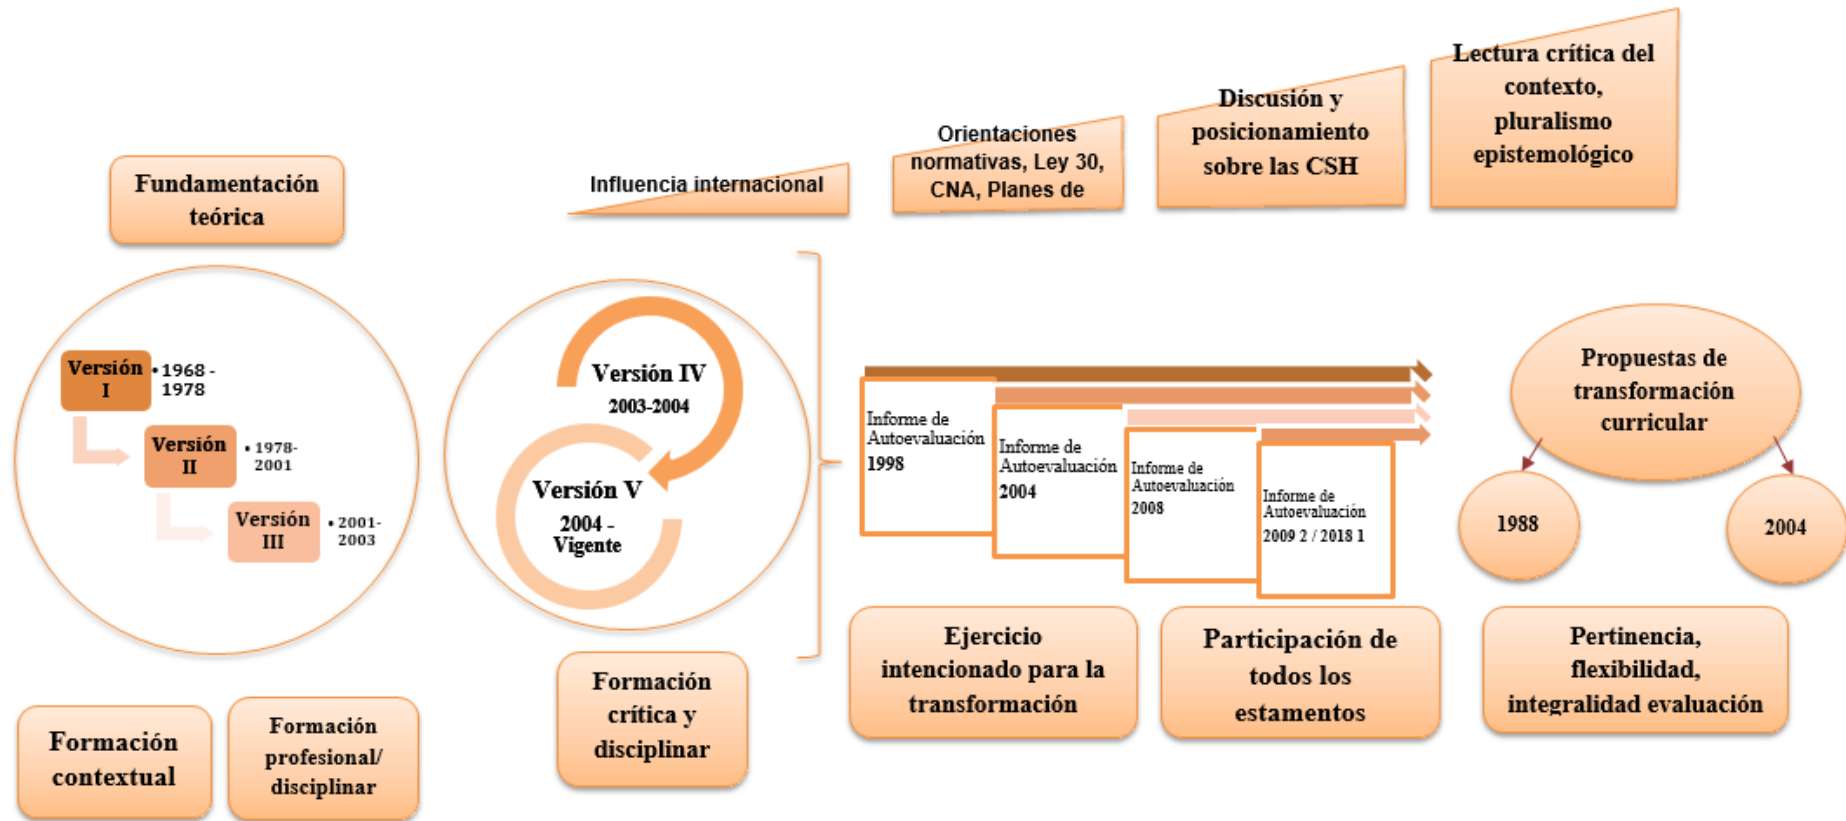 Fundamentación
teórica
Influencia internacional
Orientaciones
normativas, Ley 30,
CNA, Planes de
Discusión y
posicionamiento
sobre las CSH
Lectura crítica del
contexto,
pluralismo
epistemológico
Versión
I
• 1968 -
1978
Versión
II
• 1978-
2001
Versión
III
• 2001-
2003
Versión IV
2003-2004
Versión V
2004 -
Vigente
Informe de
Autoevaluación
1998
Informe de
Autoevaluación
2004
Informe de
Autoevaluación
2008
Informe de
Autoevaluación
2009 2 / 2018 1
Propuestas de
transformación
curricular
1988
2004
Formación
contextual
Formación
profesional/
disciplinar
Formación
crítica y
disciplinar
Ejercicio
intencionado para la
transformación
Participación de
todos los
estamentos
Pertinencia,
flexibilidad,
integralidad evaluación